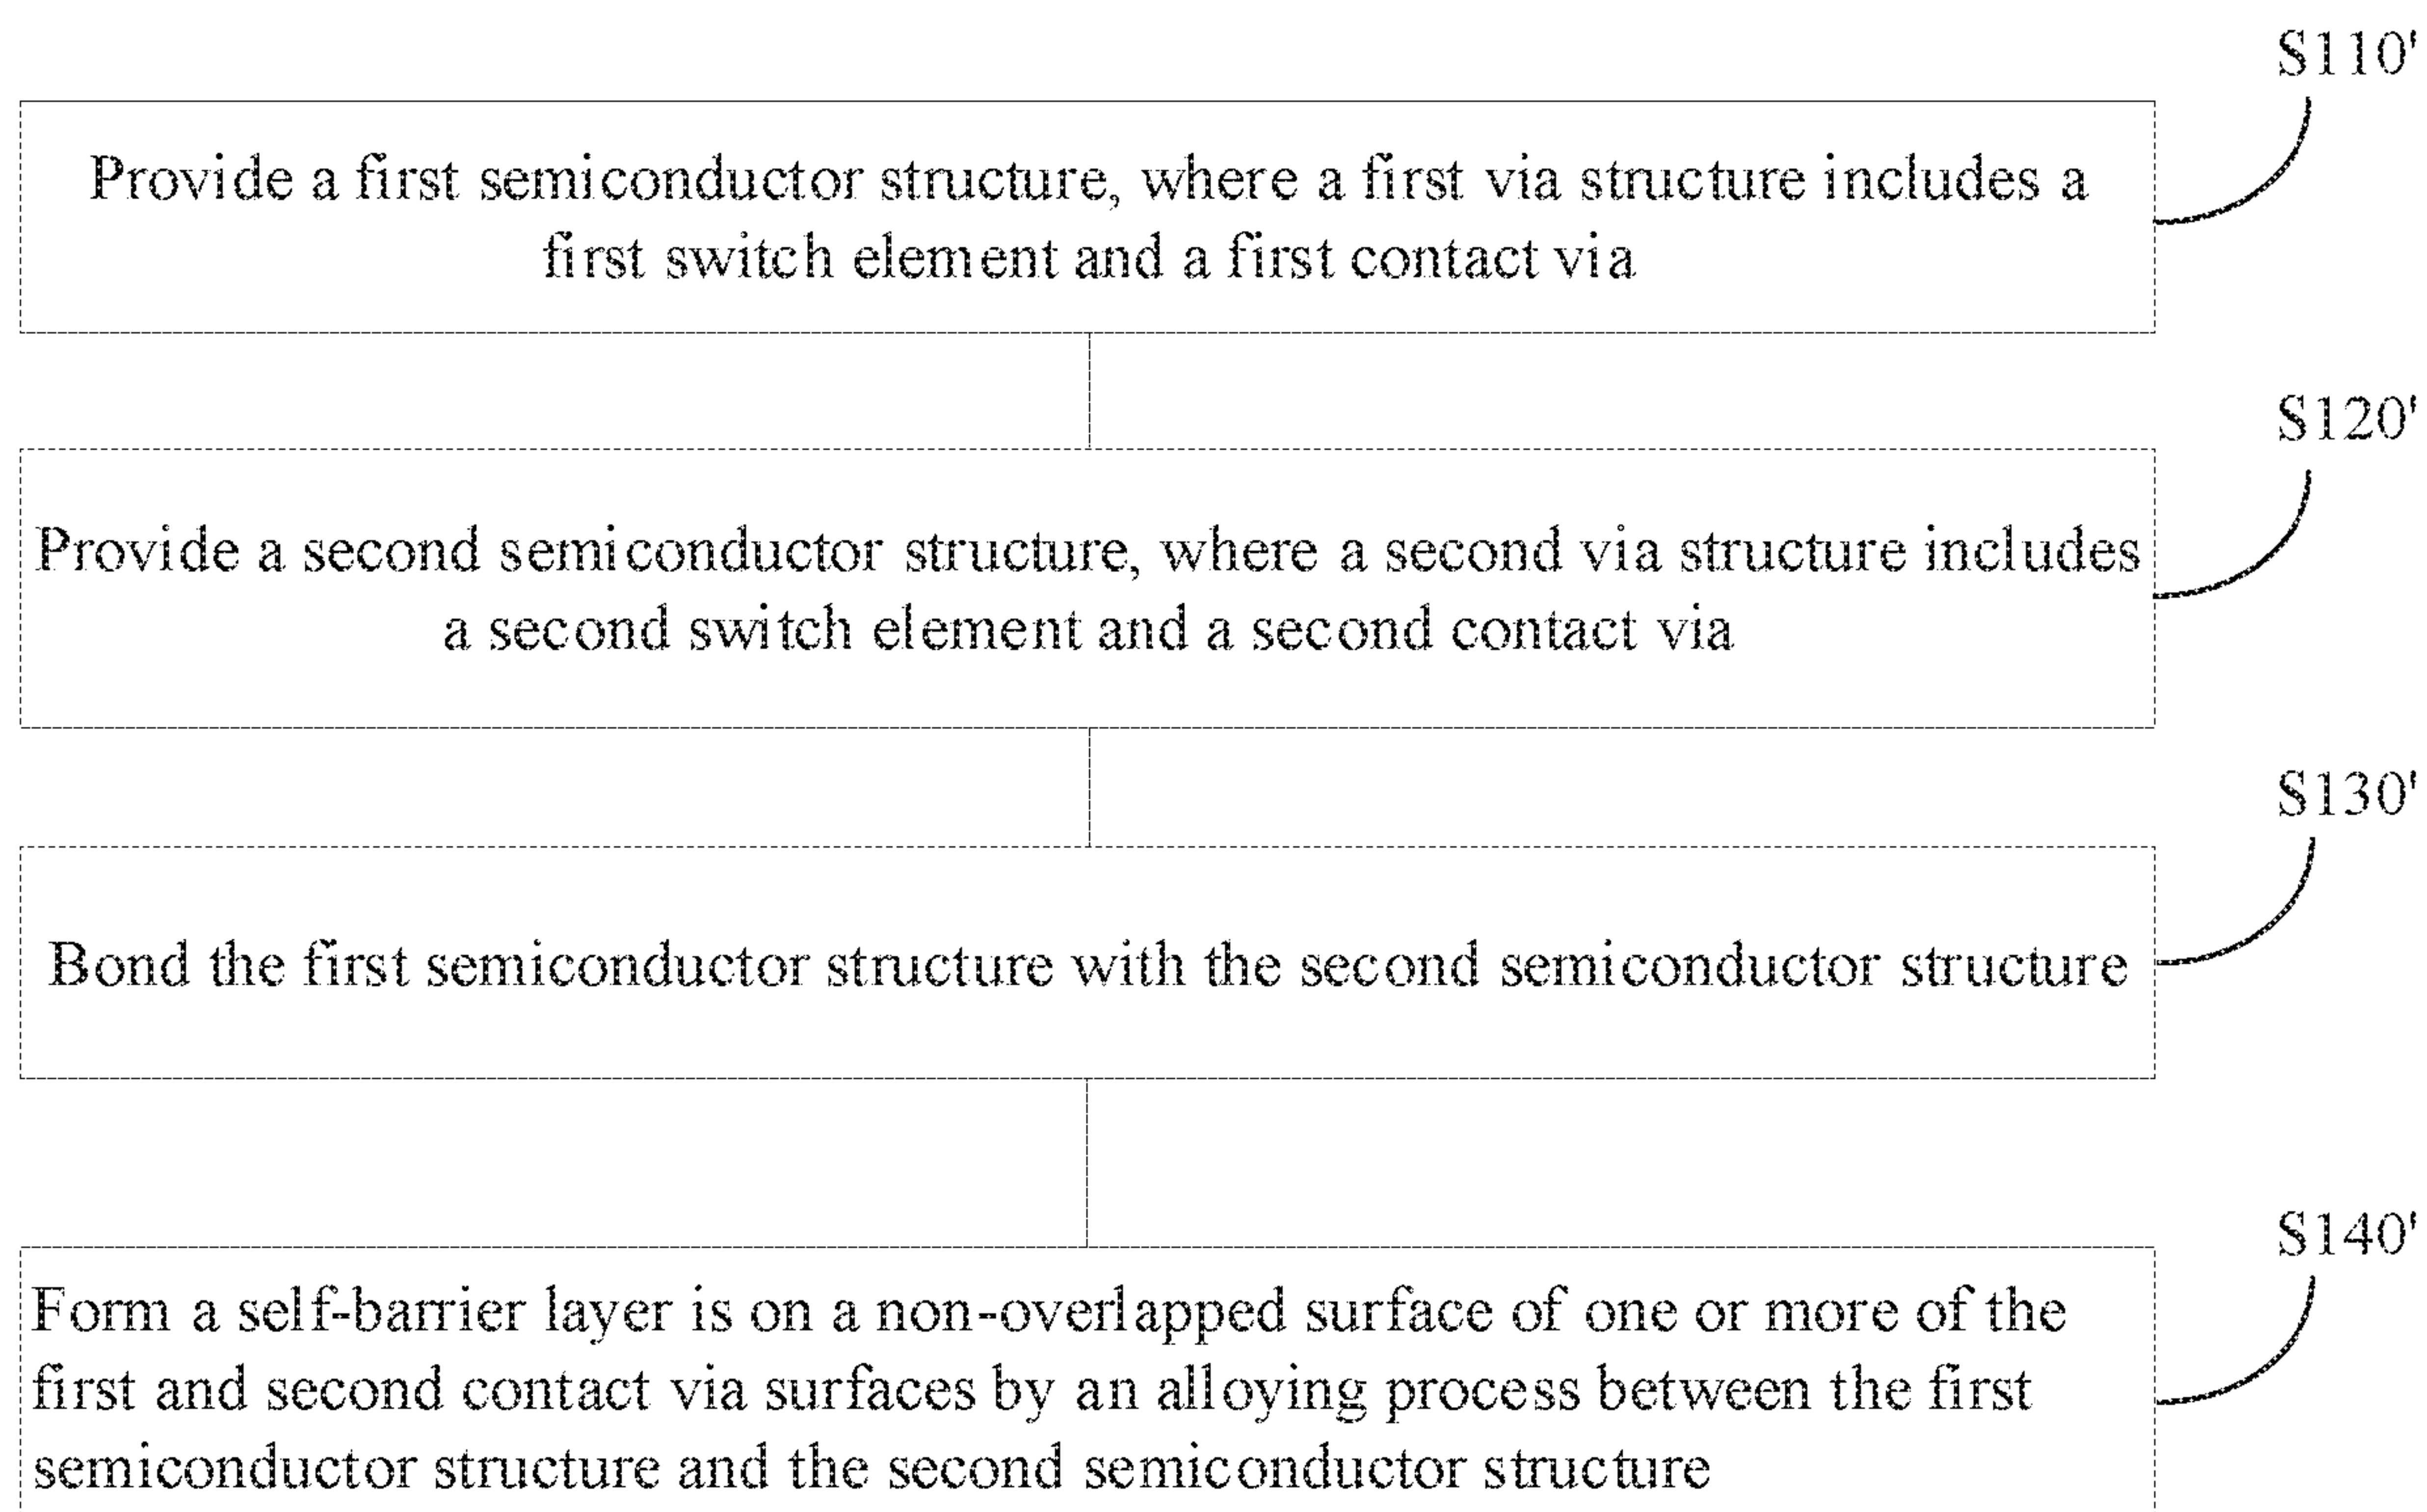 S110'
Provide a first semiconductor structure, where a first via structure includes a
first switch element and a first contact via
S120'
Provide a second semiconductor structure, where a second via structure includes
a second switch element and a second contact via
S130'
Bond the first semiconductor structure with the second semiconductor structure
S140'
Form a self-barrier layer is on a non-overlapped surface of one or more of the
first and second contact via surfaces by an alloying process between the first
semiconductor structure and the second semiconductor structure